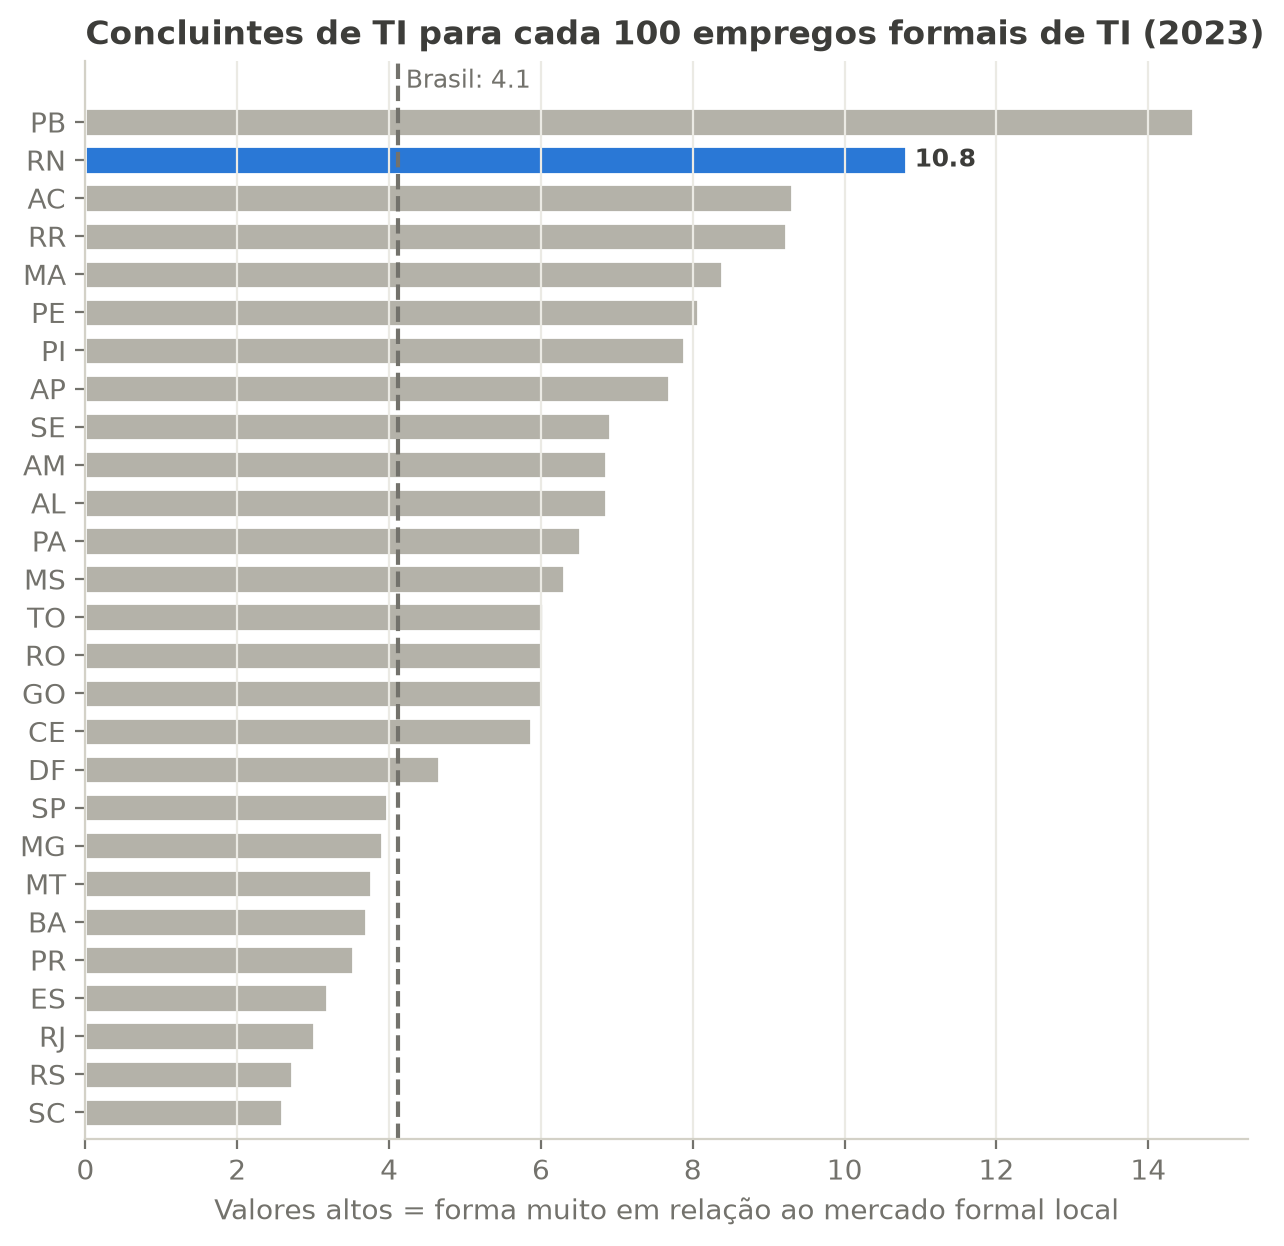 Concluintes de TI para cada 100 empregos formais de TI (2023)
Brasil: 4.1
PB
RN 10.8
AC
RR
MA
PE
PI
AP
SE
AM
AL
PA
MS
TO
RO
GO
CE
DF
SP
MG
MT
BA
PR
ES
RJ
RS
SC
0 2 4 6 8 10 12 14
Valores altos = forma muito em relação ao mercado formal local